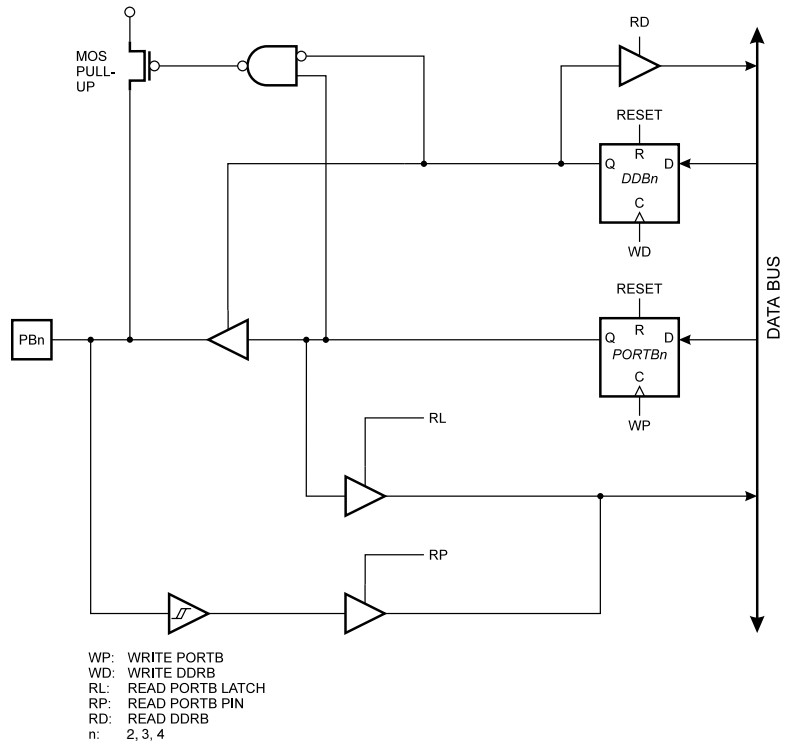 RD
MOS
PULL-
UP
RESET
R
Q
D
DDBn
C
WD
RESET
R
PBn
Q
D
PORTBn
C
WP
DATA BUS
RL
RP
WP: WRITE PORTB
WD: WRITE DDRB
RL: READ PORTB LATCH
RP: READ PORTB PIN
RD: READ DDRB
n: 2, 3, 4